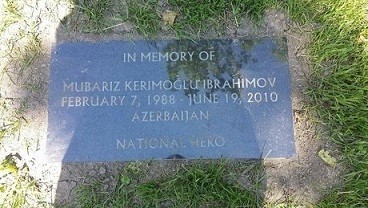 IN MEMORY OF
MUBARIZ KERIMOGLU IBRAHIMOV
FEBRUARY 7, 1988 - JUNE 19, 2010
AZERBAIJAN
NATIONAL HERO